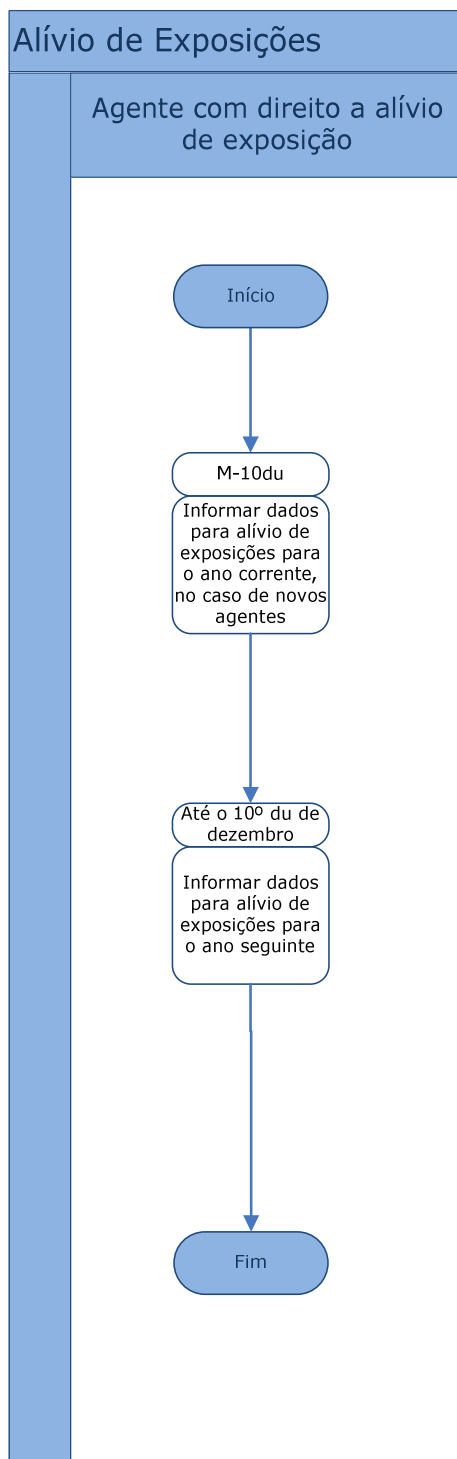 Alívio de Exposições
Agente com direito a alívio
de exposição
Início
M-10du
Informar dados
para alívio de
exposições para
o ano corrente,
no caso de novos
agentes
Até o 10º du de
dezembro
Informar dados
para alívio de
exposições para
o ano seguinte
Fim